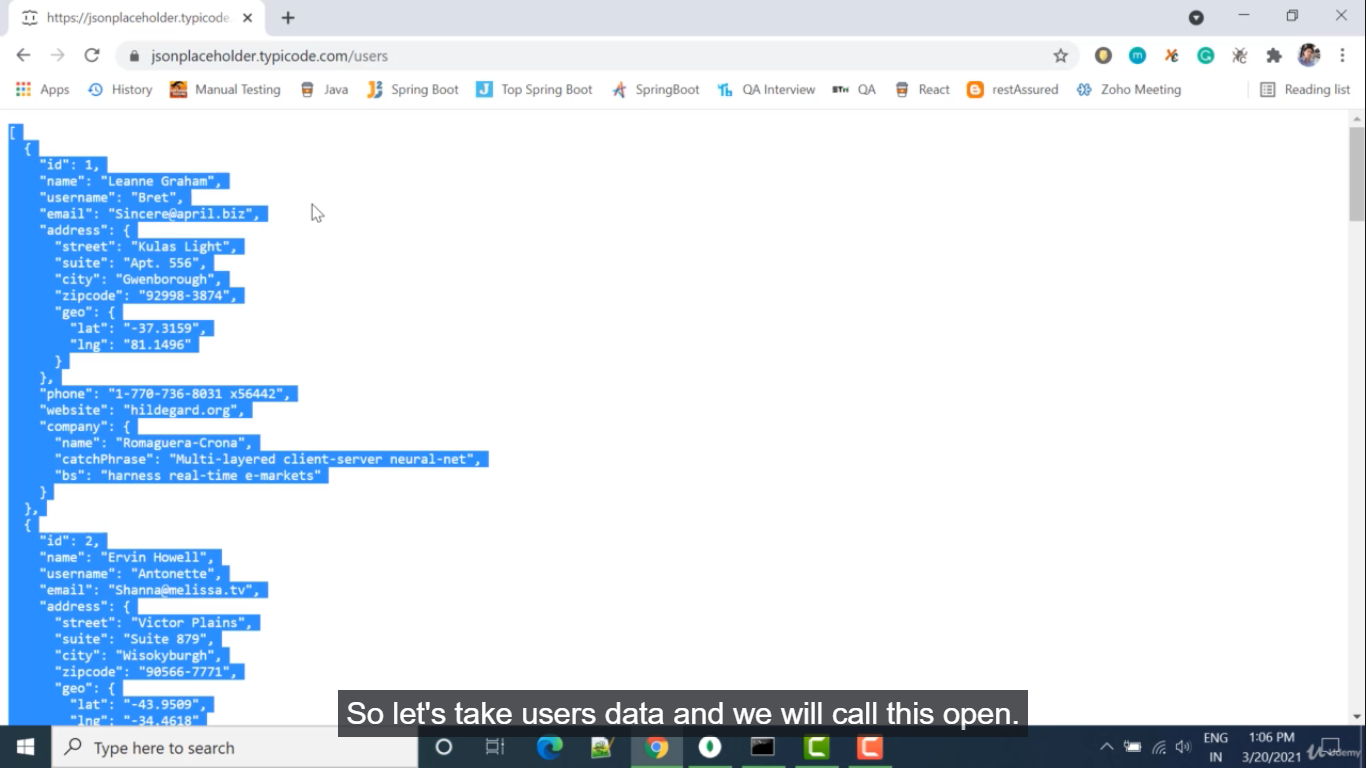 https://jsonplaceholder.typicode
jsonplaceholder.typicode.com/users
Apps History Manual Testing Java Spring Boot Top Spring Boot SpringBoot QA Interview QA React restAssured Zoho Meeting Reading list
[
{
"id": 1,
"name": "Leanne Graham",
"username": "Bret",
"email": "Sincere@april.biz",
"address": {
"street": "Kulas Light",
"suite": "Apt. 556",
"city": "Gwenborough",
"zipcode": "92998-3874",
"geo": {
"lat": "-37.3159",
"lng": "81.1496"
}
},
"phone": "1-770-736-8031 x56442",
"website": "hildegard.org",
"company": {
"name": "Romaguera-Crona",
"catchPhrase": "Multi-layered client-server neural-net",
"bs": "harness real-time e-markets"
}
},
{
"id": 2,
"name": "Ervin Howell",
"username": "Antonette",
"email": "Shanna@melissa.tv",
"address": {
"street": "Victor Plains",
"suite": "Suite 879",
"city": "Wisokyburgh",
"zipcode": "90566-7771",
"geo": {
"lat": "-43.9509",
"lng": "-34.4618"
So let's take users data and we will call this open.
Type here to search
ENG
IN
1:06 PM
3/20/2021
Udemy